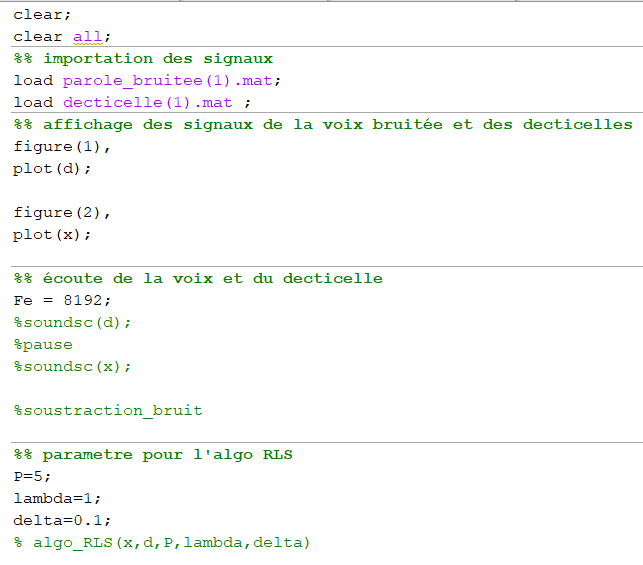 clear;
clear all;
%% importation des signaux
load parole_bruitee(1).mat;
load decticelle(1).mat ;
%% affichage des signaux de la voix bruitée et des decticelles
figure(1),
plot(d);
figure(2),
plot(x);
%% écoute de la voix et du decticelle
Fe = 8192;
%soundsc(d);
%pause
%soundsc(x);
%soustraction_bruit
%% parametre pour l'algo RLS
P=5;
lambda=1;
delta=0.1;
% algo_RLS(x,d,P,lambda,delta)